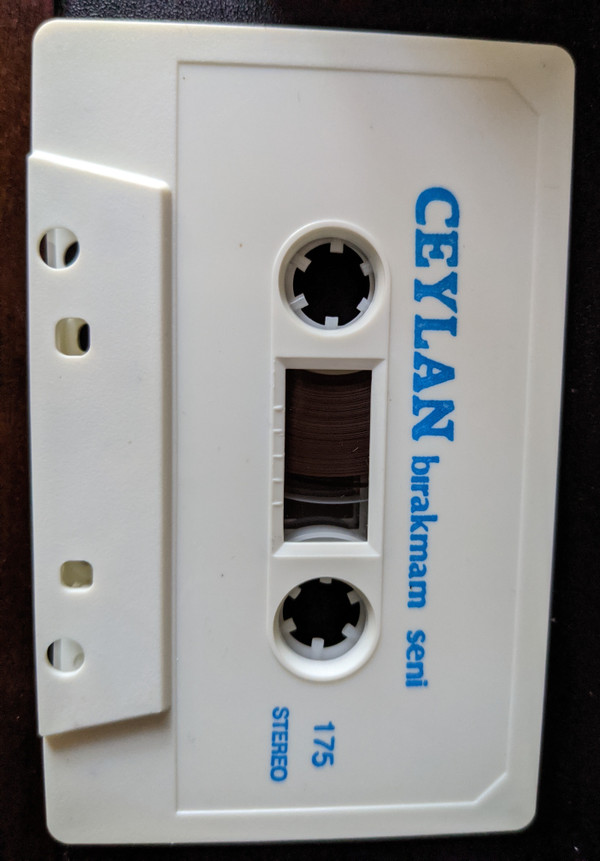 CEYLAN bırakmam seni
175
STEREO